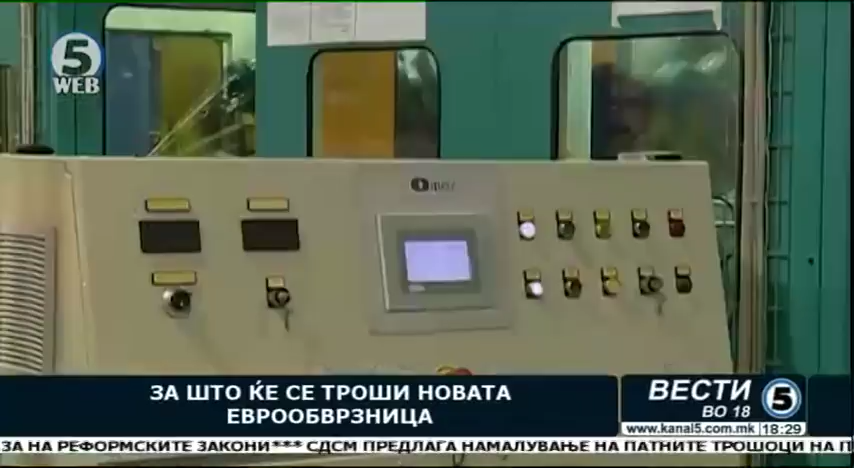 5
WEB
ЗА ШТО ЌЕ СЕ ТРОШИ НОВАТА
ЕВРООБВРЗНИЦА
ВЕСТИ
ВО 18
5
www.kanal5.com.mk
18:29
ЗА НА РЕФОРМСКИТЕ ЗАКОНИ*** СДСМ ПРЕДЛАГА НАМАЛУВАЊЕ НА ПАТНИТЕ ТРОШОЦИ НА П